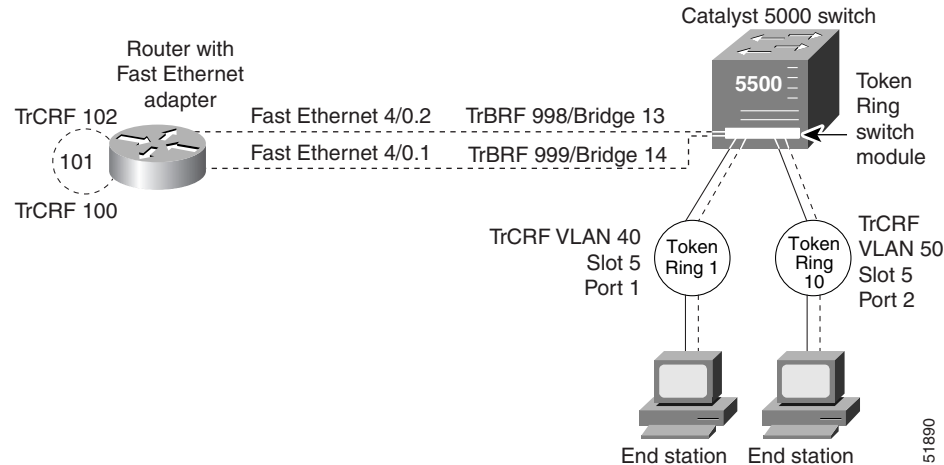 Catalyst 5000 switch
Router with
Fast Ethernet
adapter
5500
Token
Ring
switch
module
TrCRF 102
Fast Ethernet 4/0.2
TrBRF 998/Bridge 13
101
Fast Ethernet 4/0.1
TrBRF 999/Bridge 14
TrCRF 100
TrCRF VLAN 40
Slot 5
Port 1
Token
Ring 1
Token
Ring
10
TrCRF
VLAN 50
Slot 5
Port 2
End station
End station
51890